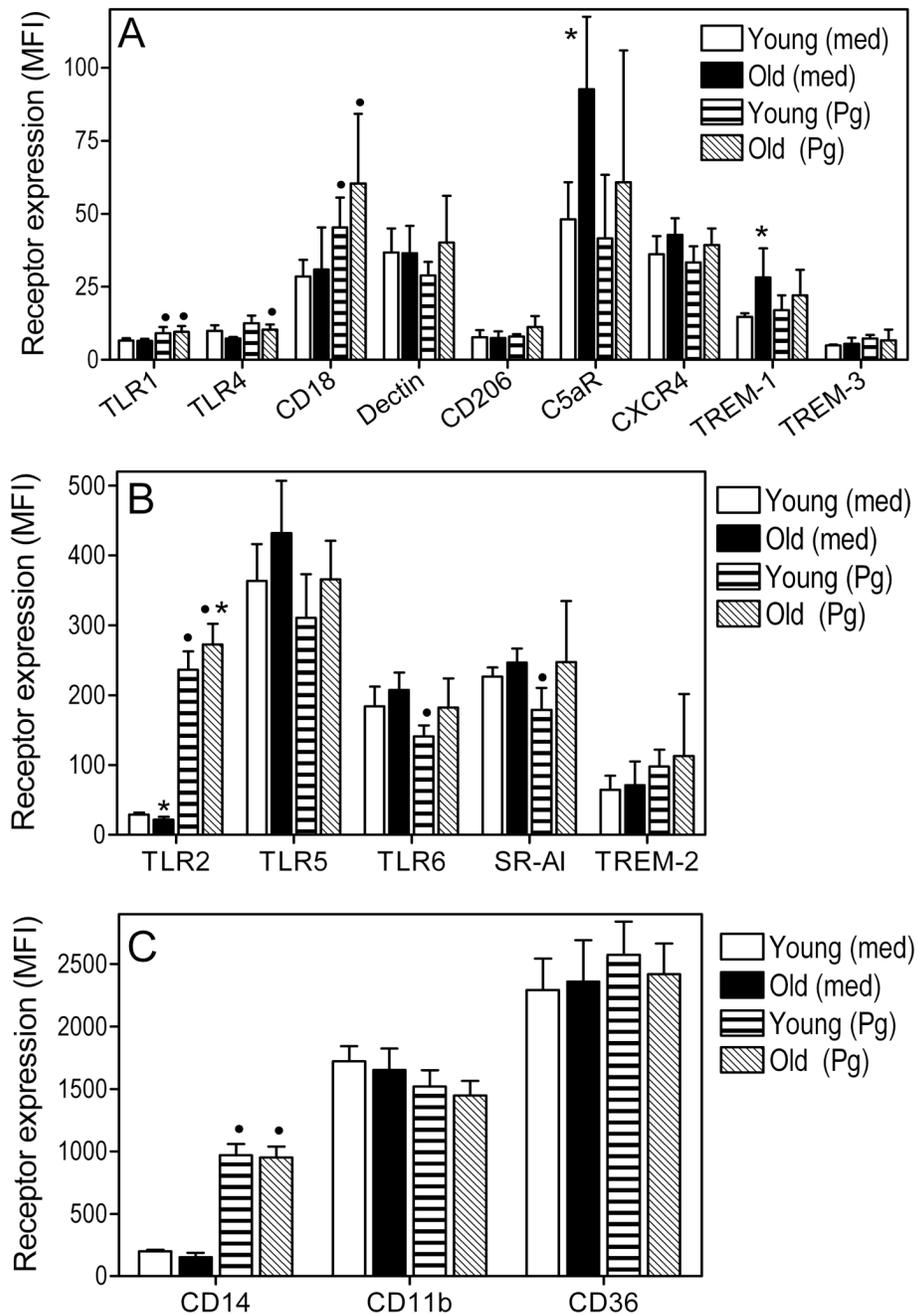 A
Receptor expression (MFI)
100
75
50
25
0
Young (med)
Old (med)
Young (Pg)
Old (Pg)
* *
TLR1 TLR4 CD18 Dectin CD206 C5aR CXCR4 TREM-1 TREM-3
B
Receptor expression (MFI)
500
400
300
200
100
0
Young (med)
Old (med)
Young (Pg)
Old (Pg)
* *
TLR2 TLR5 TLR6 SR-AI TREM-2
C
Receptor expression (MFI)
2500
2000
1500
1000
500
0
Young (med)
Old (med)
Young (Pg)
Old (Pg)
CD14 CD11b CD36